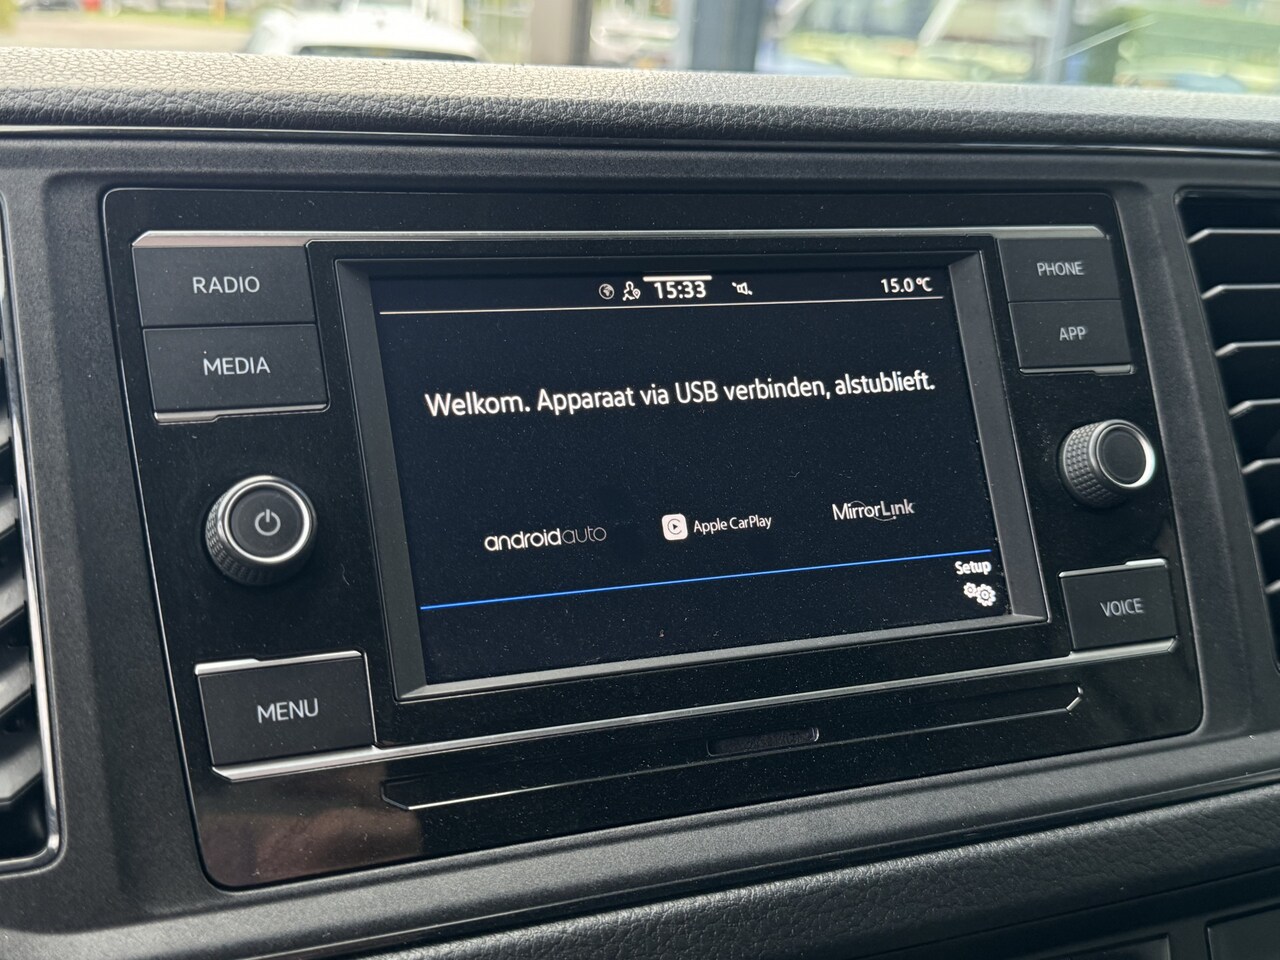 RADIO
MEDIA
MENU
15:33
15.0 °C
Welkom. Apparaat via USB verbinden, alstublieft.
androidauto
Apple CarPlay
MirrorLink
Setup
PHONE
APP
VOICE